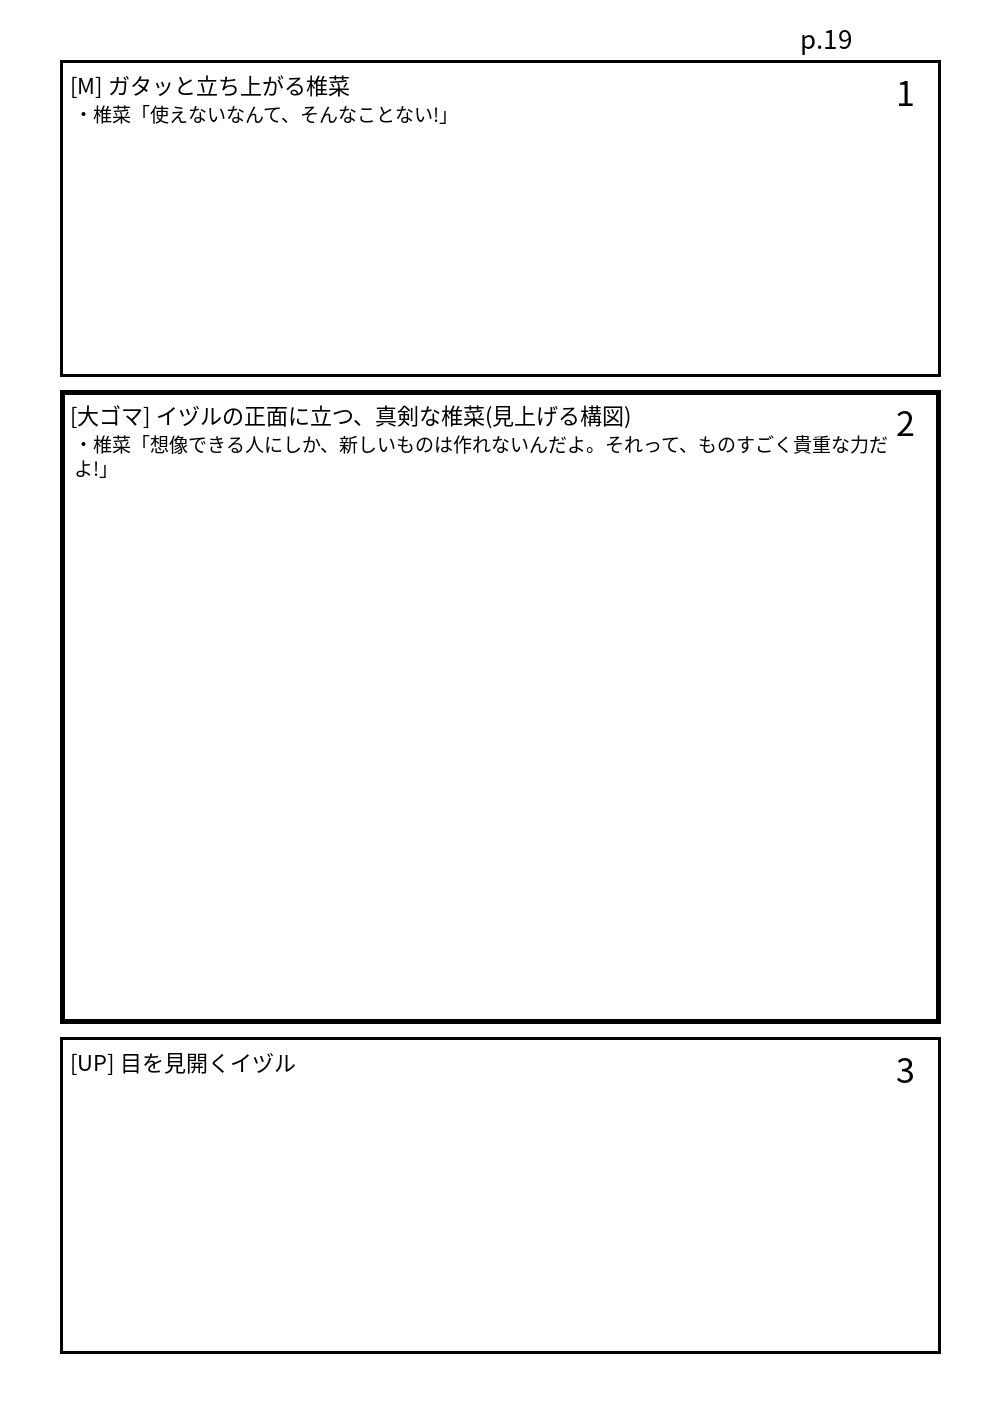 p.19
[M] ガタッと立ち上がる椎菜
1
・椎菜「使えないなんて、そんなことない!」
[大ゴマ] イヅルの正面に立つ、真剣な椎菜(見上げる構図)
2
・椎菜「想像できる人にしか、新しいものは作れないんだよ。それって、ものすごく貴重な力だ
よ!」
[UP] 目を見開くイヅル
3